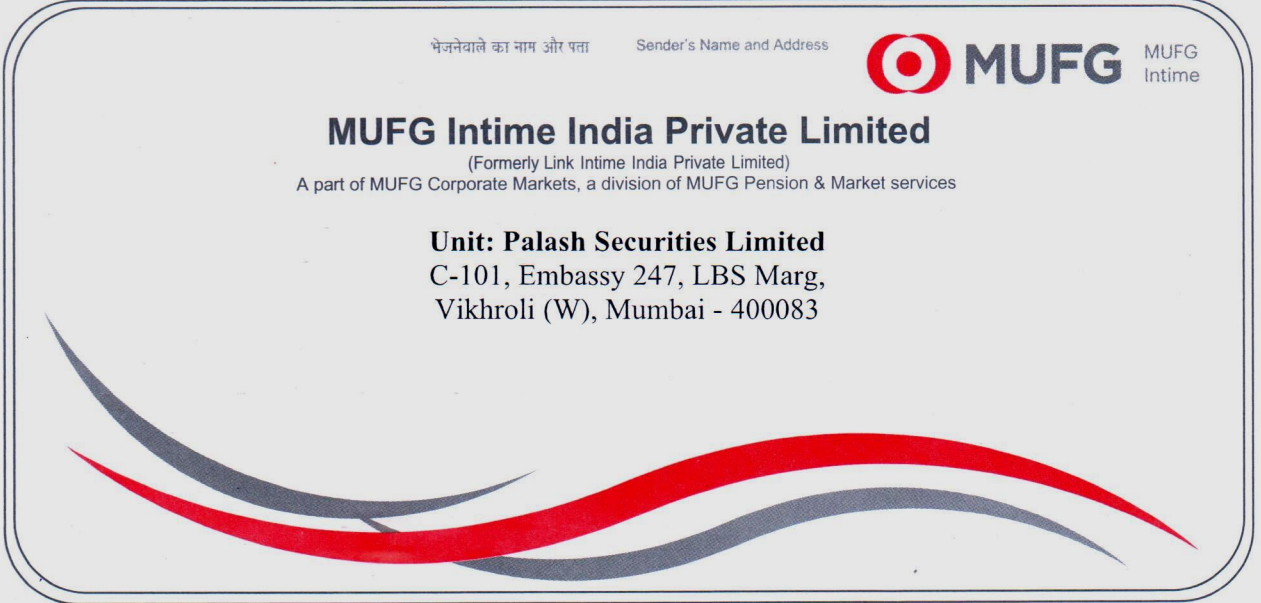 भेजनेवाले का नाम और पता Sender's Name and Address
MUFG MUFG Intime
MUFG Intime India Private Limited
(Formerly Link Intime India Private Limited)
A part of MUFG Corporate Markets, a division of MUFG Pension & Market services
Unit: Palash Securities Limited
C-101, Embassy 247, LBS Marg,
Vikhroli (W), Mumbai - 400083